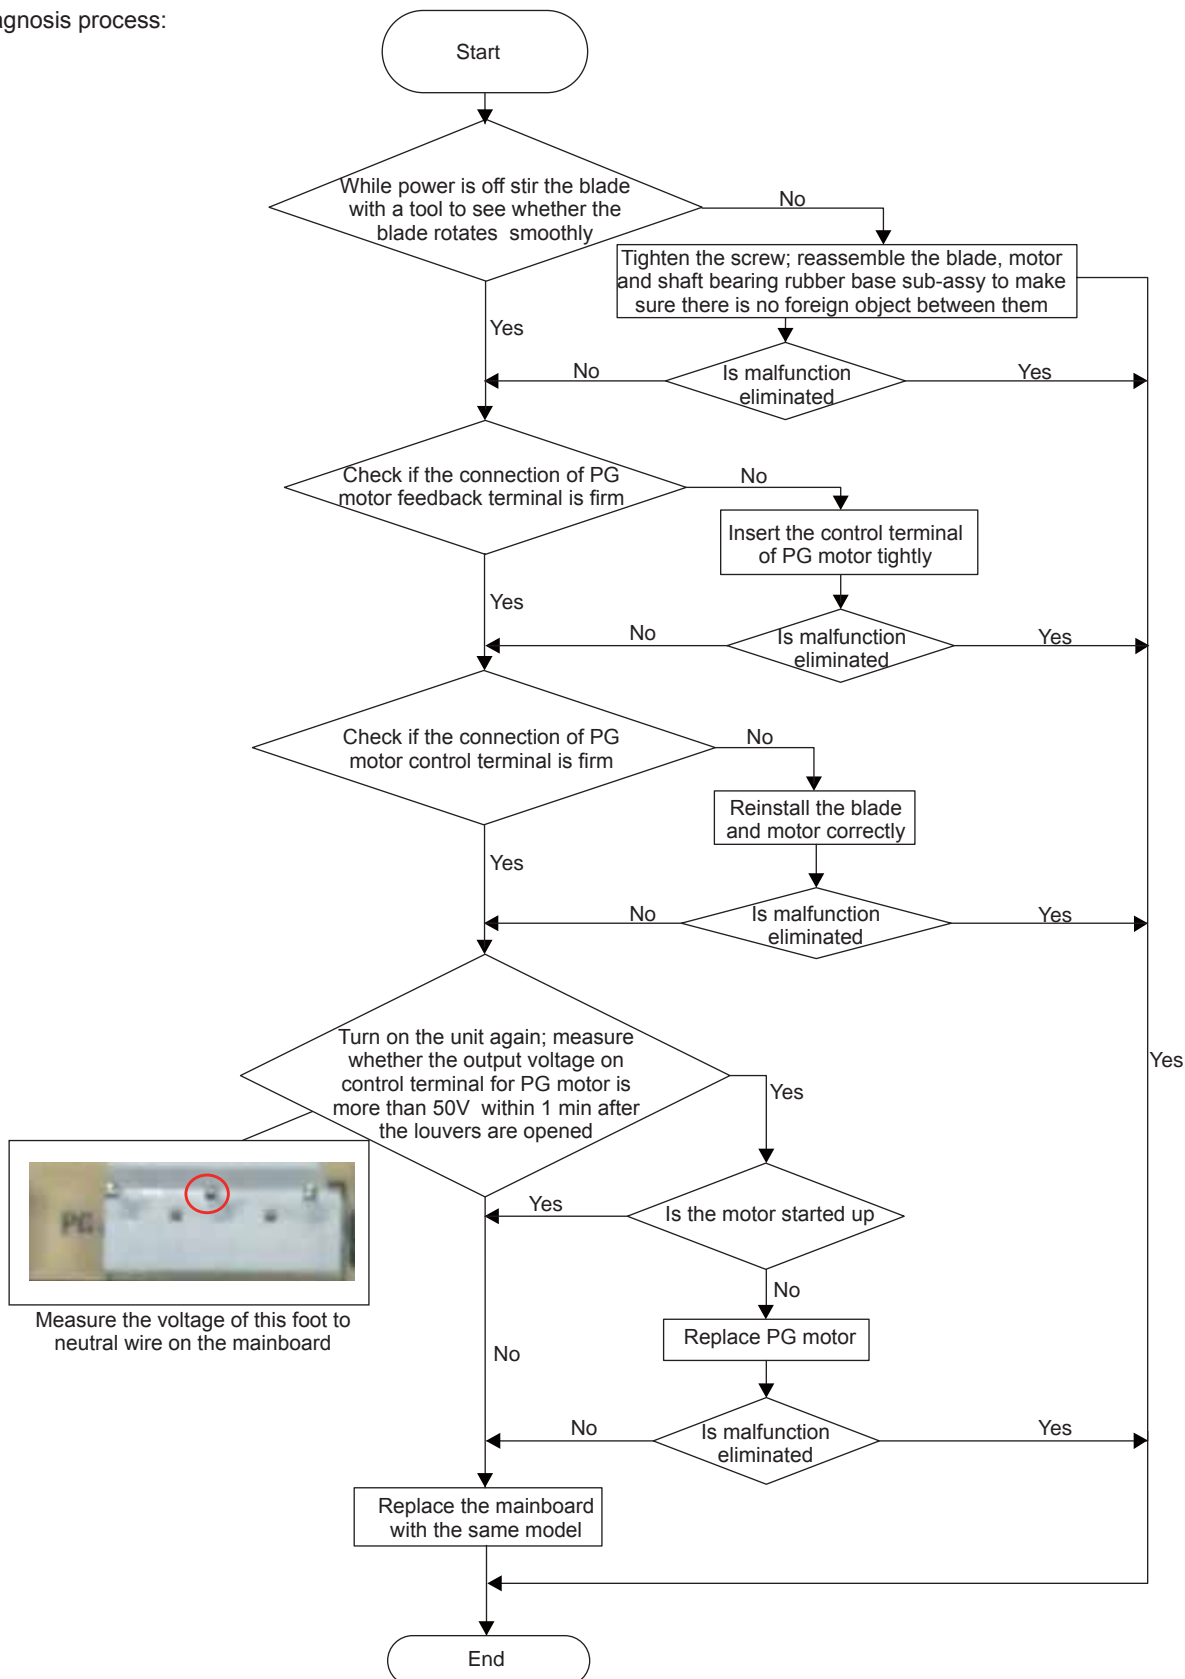 agnosis process:
Start
While power is off stir the blade
with a tool to see whether the
blade rotates smoothly
No
Tighten the screw; reassemble the blade, motor
and shaft bearing rubber base sub-assy to make
sure there is no foreign object between them
Yes
No
Is malfunction
eliminated
Yes
Check if the connection of PG
motor feedback terminal is firm
No
Insert the control terminal
of PG motor tightly
Yes
No
Is malfunction
eliminated
Yes
Check if the connection of PG
motor control terminal is firm
No
Reinstall the blade
and motor correctly
Yes
No
Is malfunction
eliminated
Yes
Turn on the unit again; measure
whether the output voltage on
control terminal for PG motor is
more than 50V within 1 min after
the louvers are opened
Yes
Yes
PG
Measure the voltage of this foot to
neutral wire on the mainboard
Yes
Is the motor started up
No
Replace PG motor
No
No
Is malfunction
eliminated
Yes
Replace the mainboard
with the same model
End